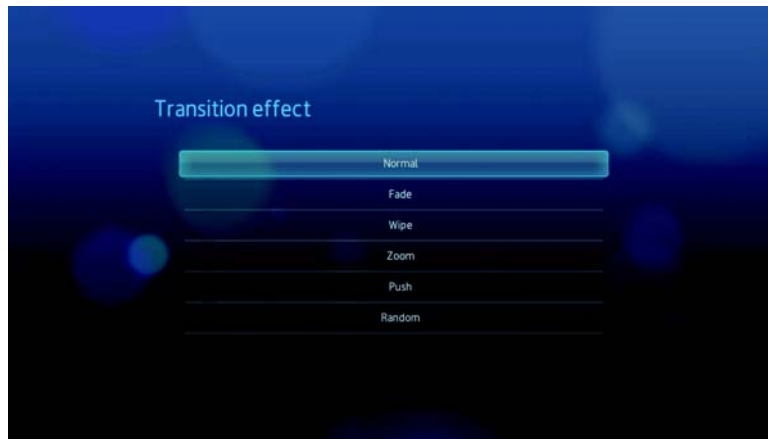 Transition effect
Normal
Fade
Wipe
Zoom
Push
Random